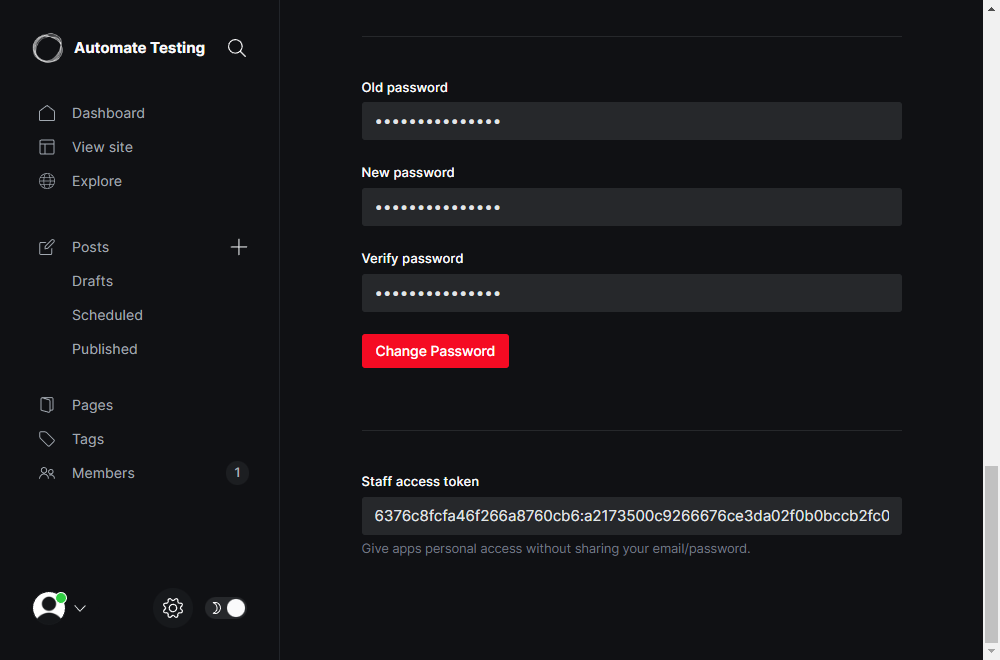 Automate Testing
Dashboard
View site
Explore
Posts
Drafts
Scheduled
Published
Pages
Tags
Members
1
Old password
•••••••••••••••
New password
•••••••••••••••
Verify password
•••••••••••••••
Change Password
Staff access token
6376c8fcfa46f266a8760cb6:a2173500c9266676ce3da02f0b0bccb2fc0
Give apps personal access without sharing your email/password.